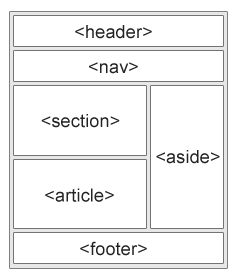 <header>
<nav>
<section>
<aside>
<article>
<footer>